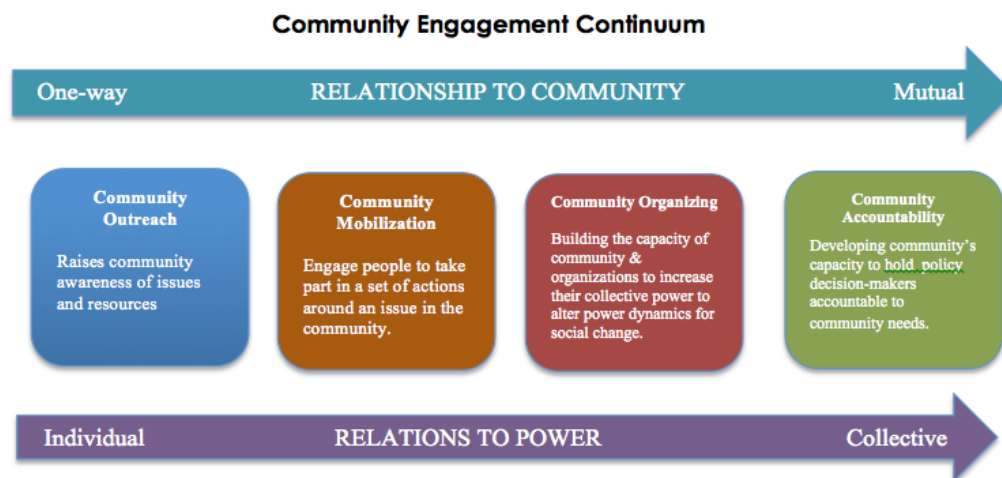 Community Engagement Continuum
One-way RELATIONSHIP TO COMMUNITY Mutual
Community
Outreach
Raises community
awareness of issues
and resources
Community
Mobilization
Engage people to take
part in a set of actions
around an issue in the
community.
Community Organizing
Building the capacity of
community &
organizations to increase
their collective power to
alter power dynamics for
social change.
Community
Accountability
Developing community’s
capacity to hold policy
decision-makers
accountable to
community needs.
Individual RELATIONS TO POWER Collective